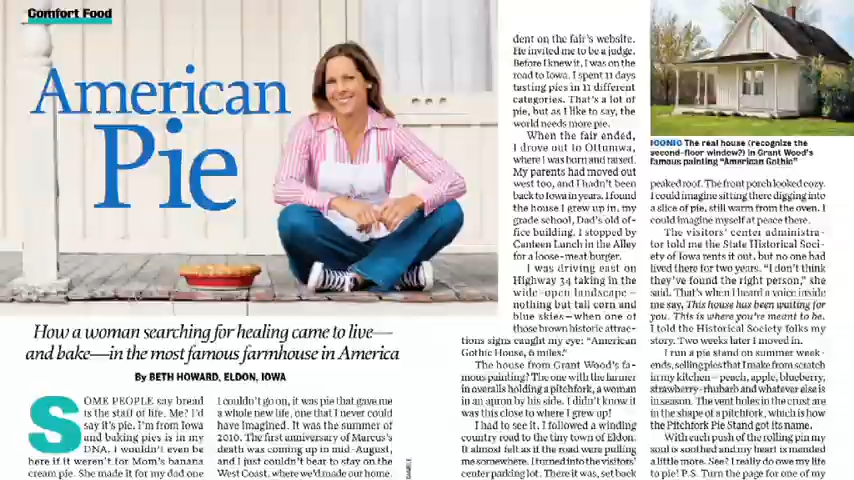 Comfort Food
American
Pie
How a woman searching for healing came to live—
and bake—in the most famous farmhouse in America
By BETH HOWARD, ELDON, IOWA
SOME PEOPLE say bread
is the staff of life. Me? I'd
say it's pie. I'm from Iowa
and baking pies is in my
DNA. I wouldn't even be
here if it weren't for Mom's banana
cream pie. She made it for my dad one
I couldn't go on, it was pie that gave me
a whole new life, one that I never could
have imagined. It was the summer of
2010. The first anniversary of Marcus's
death was coming up in mid-August,
and I just couldn't bear to stay on the
West Coast, where we'd made our home.
dent on the fair's website.
He invited me to be a judge.
Before I knew it, I was on the
road to Iowa. I spent 11 days
tasting pies in 11 different
categories. That's a lot of
pie, but as I like to say, the
world needs more pie.
When the fair ended,
I drove out to Ottumwa,
where I was born and raised.
My parents had moved out
west too, and I hadn't been
back to Iowa in years. I found
the house I grew up in, my
grade school, Dad's old of-
fice building. I stopped by
Canteen Lunch in the Alley
for a loose-meat burger.
I was driving east on
Highway 34 taking in the
wide-open landscape—
nothing but tall corn and
blue skies—when one of
those brown historic attrac-
tions signs caught my eye: "American
Gothic House, 6 miles."
The house from Grant Wood's fa-
mous painting? The one with the farmer
in overalls holding a pitchfork, a woman
in an apron by his side. I didn't know it
was this close to where I grew up!
I had to see it. I followed a winding
country road to the tiny town of Eldon.
It almost felt as if the road were pulling
me somewhere. I turned into the visitors'
center parking lot. There it was, set back
ICONIC The real house (recognize the
second-floor window?) in Grant Wood's
famous painting "American Gothic"
peaked roof. The front porch looked cozy.
I could imagine sitting there digging into
a slice of pie, still warm from the oven. I
could imagine myself at peace there.
The visitors' center administra-
tor told me the State Historical Soci-
ety of Iowa rents it out, but no one had
lived there for two years. "I don't think
they've found the right person," she
said. That's when I heard a voice inside
me say, This house has been waiting for
you. This is where you're meant to be.
I told the Historical Society folks my
story. Two weeks later I moved in.
I run a pie stand on summer week-
ends, selling pies that I make from scratch
in my kitchen—peach, apple, blueberry,
strawberry-rhubarb and whatever else is
in season. The vent holes in the crust are
in the shape of a pitchfork, which is how
the Pitchfork Pie Stand got its name.
With each push of the rolling pin my
soul is soothed and my heart is mended
a little more. See? I really do owe my life
to pie! P.S. Turn the page for one of my